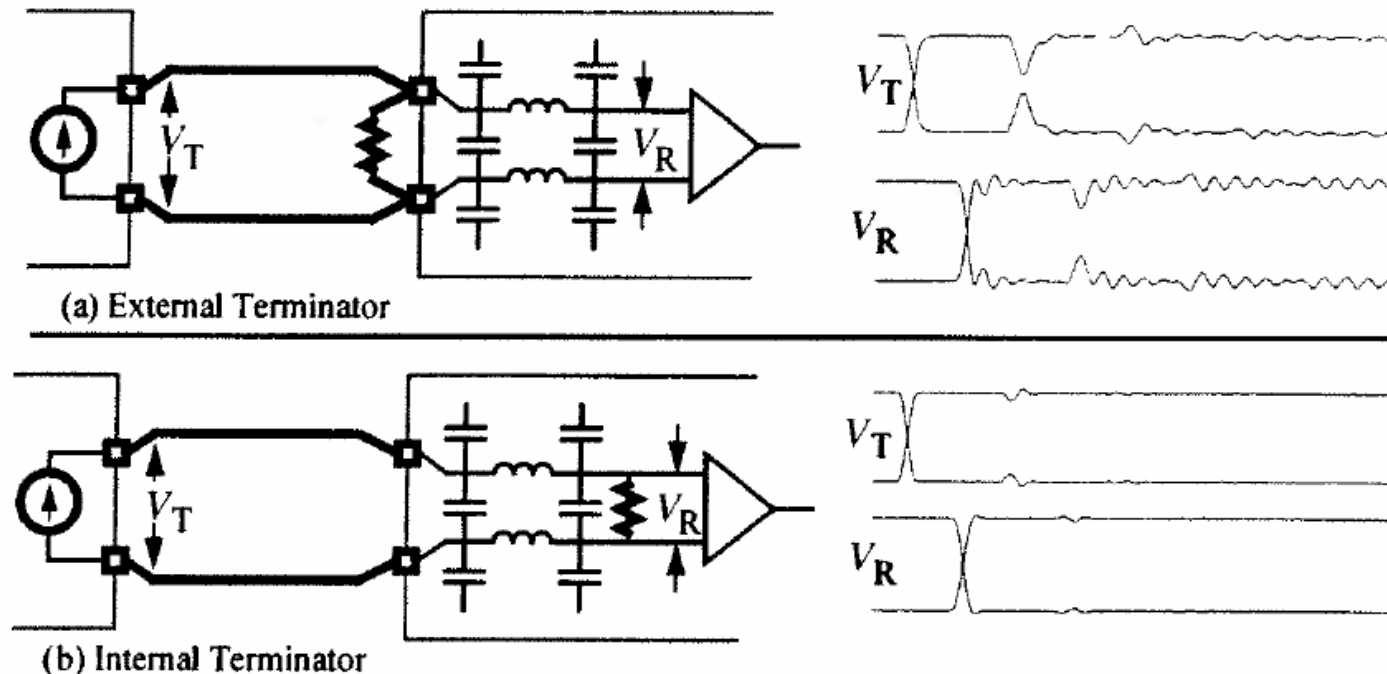 V_T
V_R
V_T
V_R
(a) External Terminator
V_T
V_R
V_T
V_R
(b) Internal Terminator